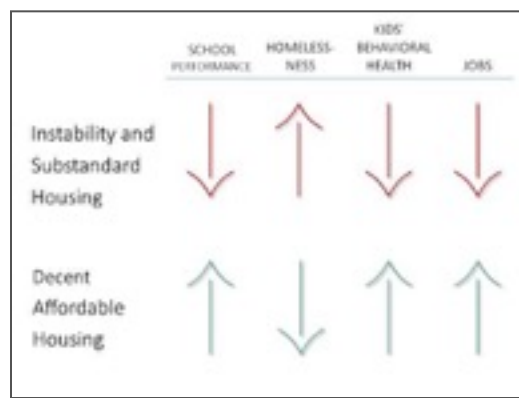 SCHOOL
PERFORMANCE
HOMELESS-
NESS
KIDS'
BEHAVIORAL
HEALTH
JOBS
Instability and
Substandard
Housing
Decent
Affordable
Housing